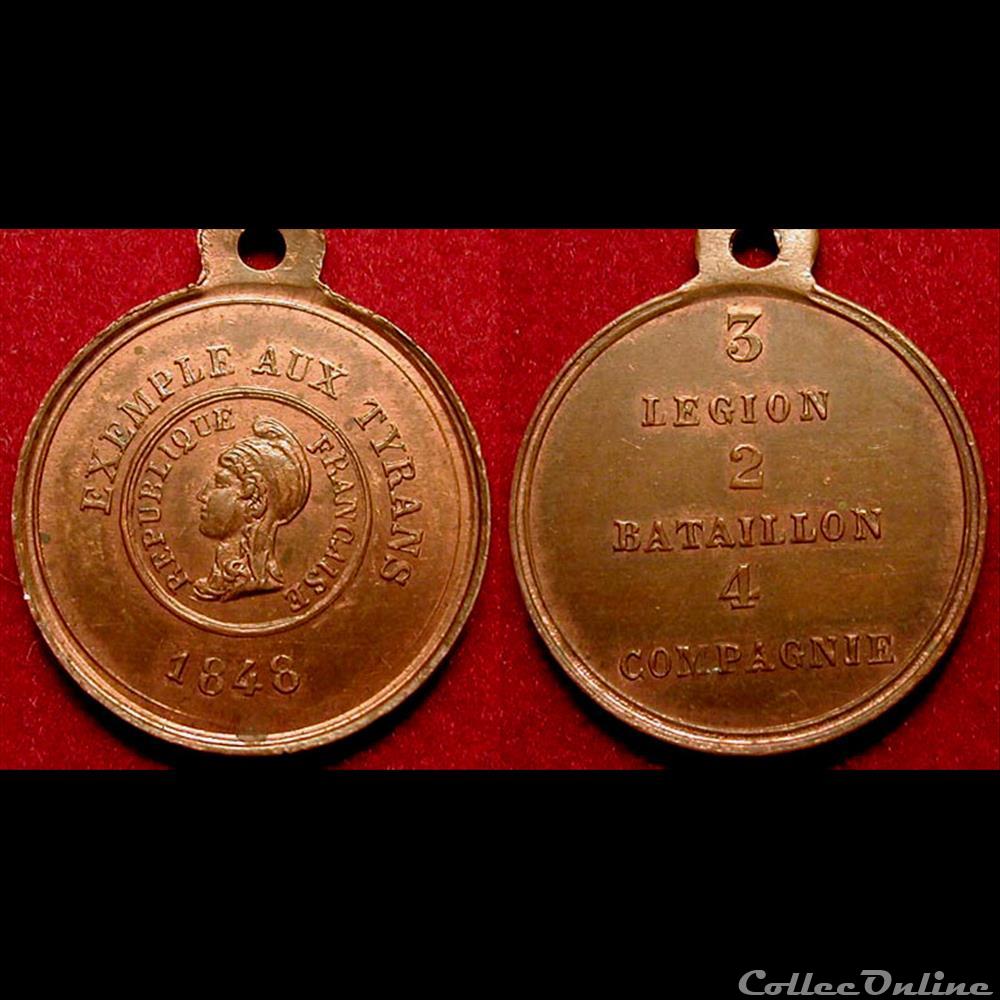 EXEMPLE AUX TYRANS
REPUBLIQUE FRANCAISE
1848
3
LEGION
2
BATAILLON
4
COMPAGNIE
CollecOnline